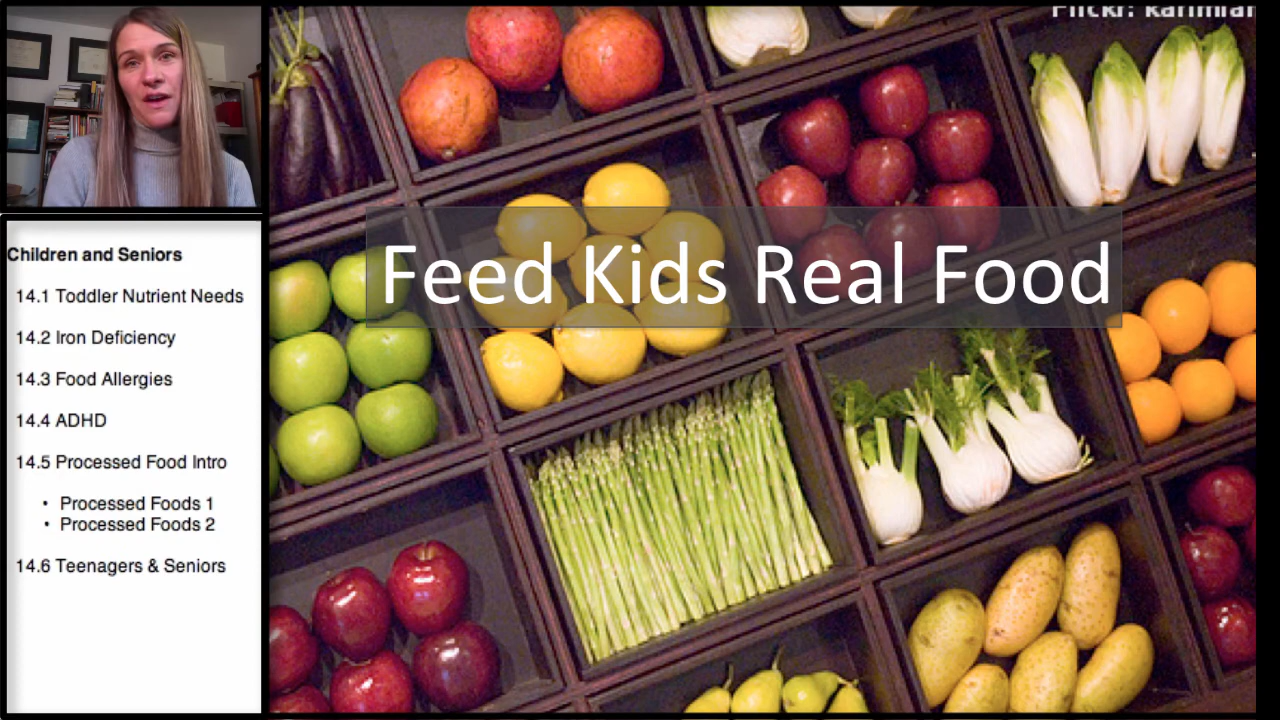 Flickr: karimian
Feed Kids Real Food
Children and Seniors
14.1 Toddler Nutrient Needs
14.2 Iron Deficiency
14.3 Food Allergies
14.4 ADHD
14.5 Processed Food Intro
• Processed Foods 1
• Processed Foods 2
14.6 Teenagers & Seniors